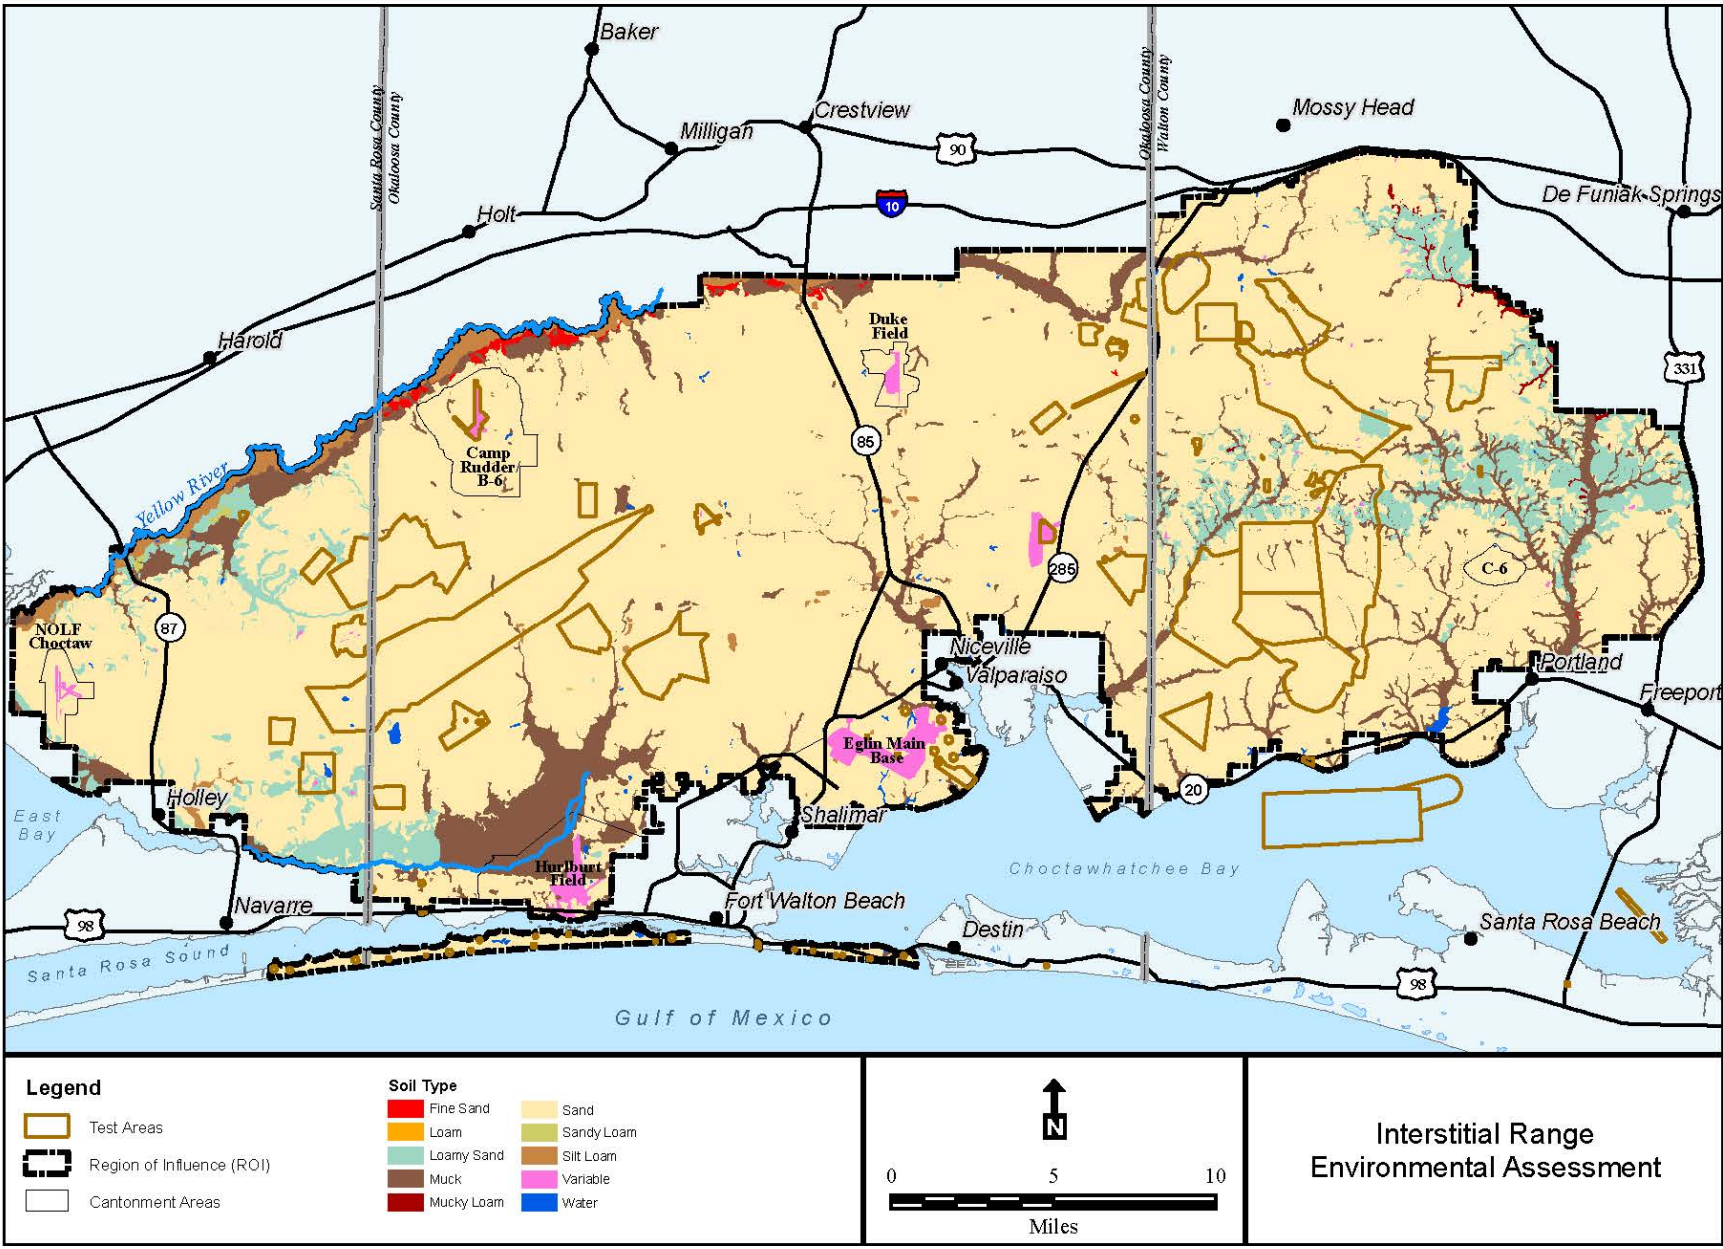 Baker
Crestview
Mossy Head
Milligan
90
Santa Rosa County
Okaloosa County
Okaloosa County
Walton County
De Funiak Springs
10
Holt
Harold
Duke
Field
331
85
Camp
Rudder
B-6
Yellow River
285
C-6
NOLF
Choctaw
87
Niceville
Valparaiso
Portland
Freeport
Eglin Main
Base
20
Holley
East
Bay
Shalimar
Choctawhatchee Bay
Hurlburt
Field
Navarre
98
Fort Walton Beach
Santa Rosa Beach
Destin
Santa Rosa Sound
98
Gulf of Mexico
Legend
Test Areas
Region of Influence (ROI)
Cantonment Areas
Soil Type
Fine Sand
Loam
Loamy Sand
Muck
Mucky Loam
Sand
Sandy Loam
Silt Loam
Variable
Water
N
0 5 10
Miles
Interstitial Range
Environmental Assessment